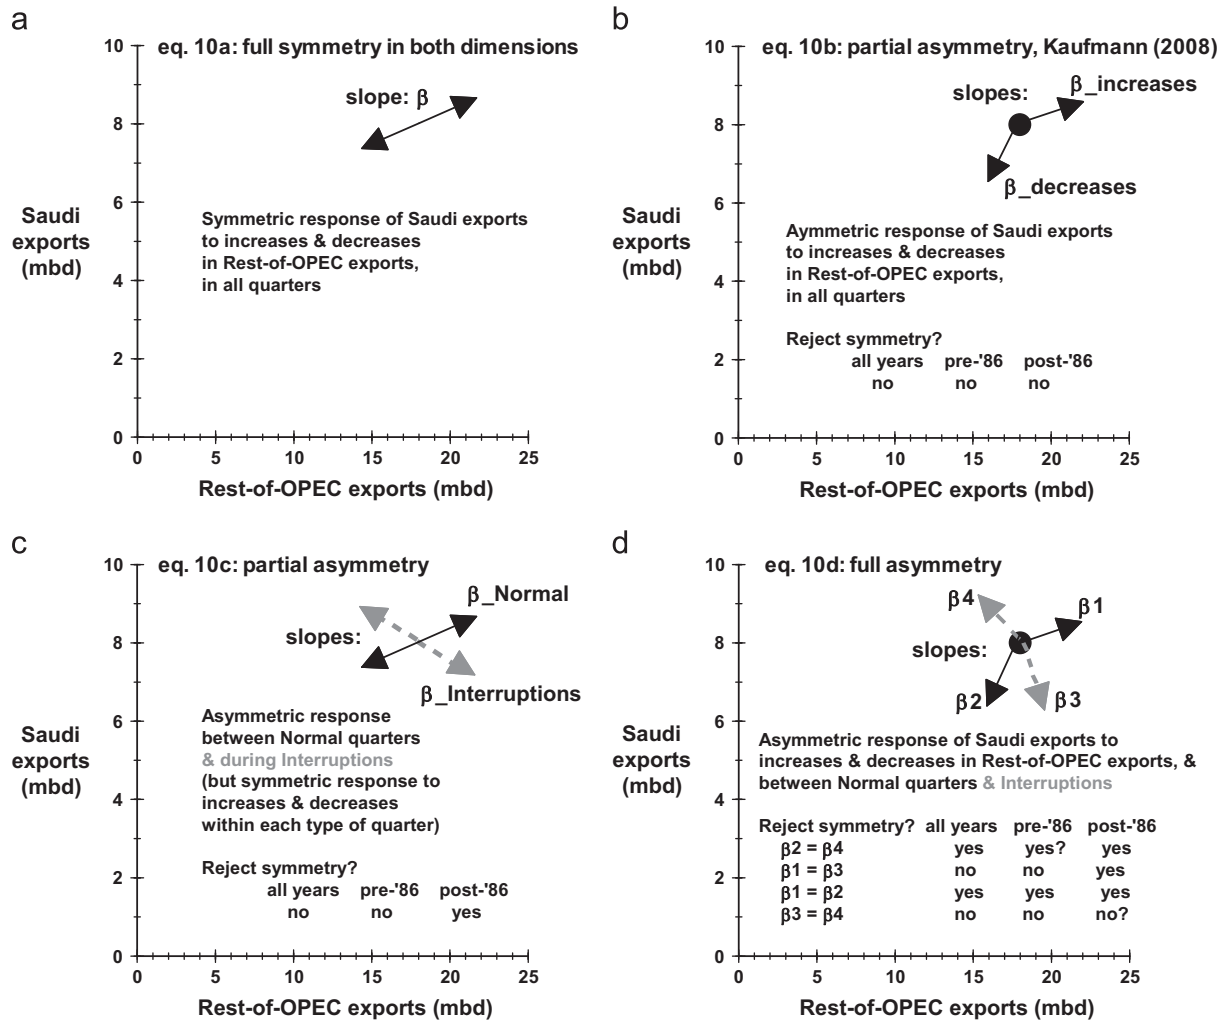 a
eq. 10a: full symmetry in both dimensions
slope: β
Saudi
exports
(mbd)
Symmetric response of Saudi exports
to increases & decreases
in Rest-of-OPEC exports,
in all quarters
10
8
6
4
2
0
0 5 10 15 20 25
Rest-of-OPEC exports (mbd)
b
eq. 10b: partial asymmetry, Kaufmann (2008)
slopes:
β_increases
β_decreases
Saudi
exports
(mbd)
Aymmetric response of Saudi exports
to increases & decreases
in Rest-of-OPEC exports,
in all quarters
Reject symmetry?
all years pre-'86 post-'86
no no no
10
8
6
4
2
0
0 5 10 15 20 25
Rest-of-OPEC exports (mbd)
c
eq. 10c: partial asymmetry
β_Normal
slopes:
β_Interruptions
Saudi
exports
(mbd)
Asymmetric response
between Normal quarters
& during Interruptions
(but symmetric response to
increases & decreases
within each type of quarter)
Reject symmetry?
all years pre-'86 post-'86
no no yes
10
8
6
4
2
0
0 5 10 15 20 25
Rest-of-OPEC exports (mbd)
d
eq. 10d: full asymmetry
β4
β1
slopes:
β2
β3
Saudi
exports
(mbd)
Asymmetric response of Saudi exports to
increases & decreases in Rest-of-OPEC exports, &
between Normal quarters & Interruptions
Reject symmetry? all years pre-'86 post-'86
β2 = β4 yes yes? yes
β1 = β3 no no yes
β1 = β2 yes yes yes
β3 = β4 no no no?
10
8
6
4
2
0
0 5 10 15 20 25
Rest-of-OPEC exports (mbd)